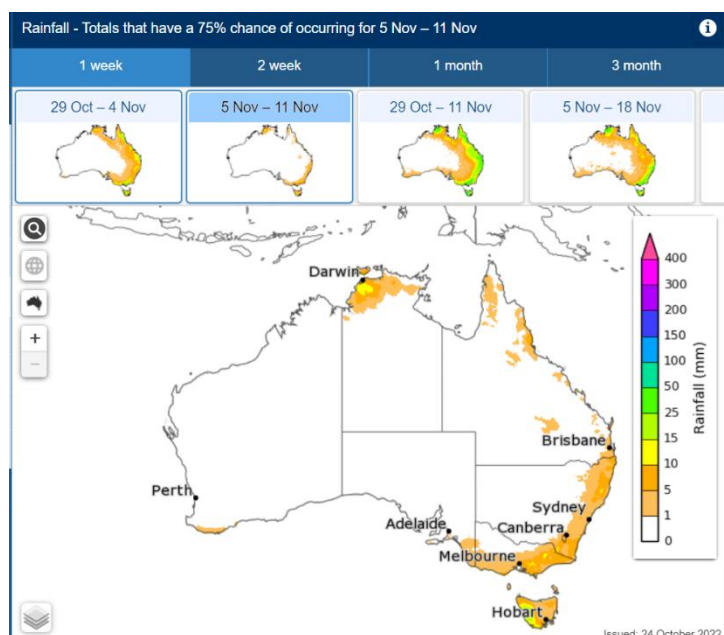 Rainfall - Totals that have a 75% chance of occurring for 5 Nov – 11 Nov
i
1 week
2 week
1 month
3 month
29 Oct – 4 Nov
5 Nov – 11 Nov
29 Oct – 11 Nov
5 Nov – 18 Nov
Darwin
Brisbane
Perth
Sydney
Adelaide
Canberra
Melbourne
Hobart
+
−
400
300
200
150
100
50
25
15
10
5
1
0
Rainfall (mm)
Issued: 24 October 2022